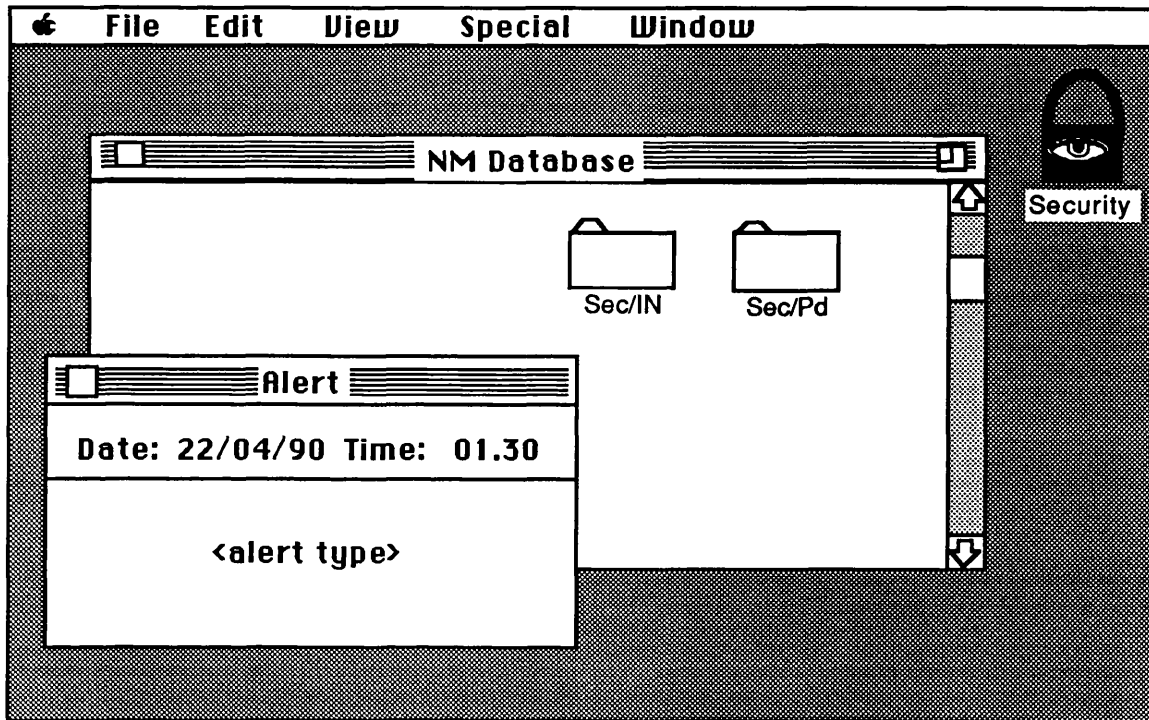 File Edit View Special Window
NM Database
Security
Sec/IN Sec/Pd
Alert
Date: 22/04/90 Time: 01.30
<alert type>